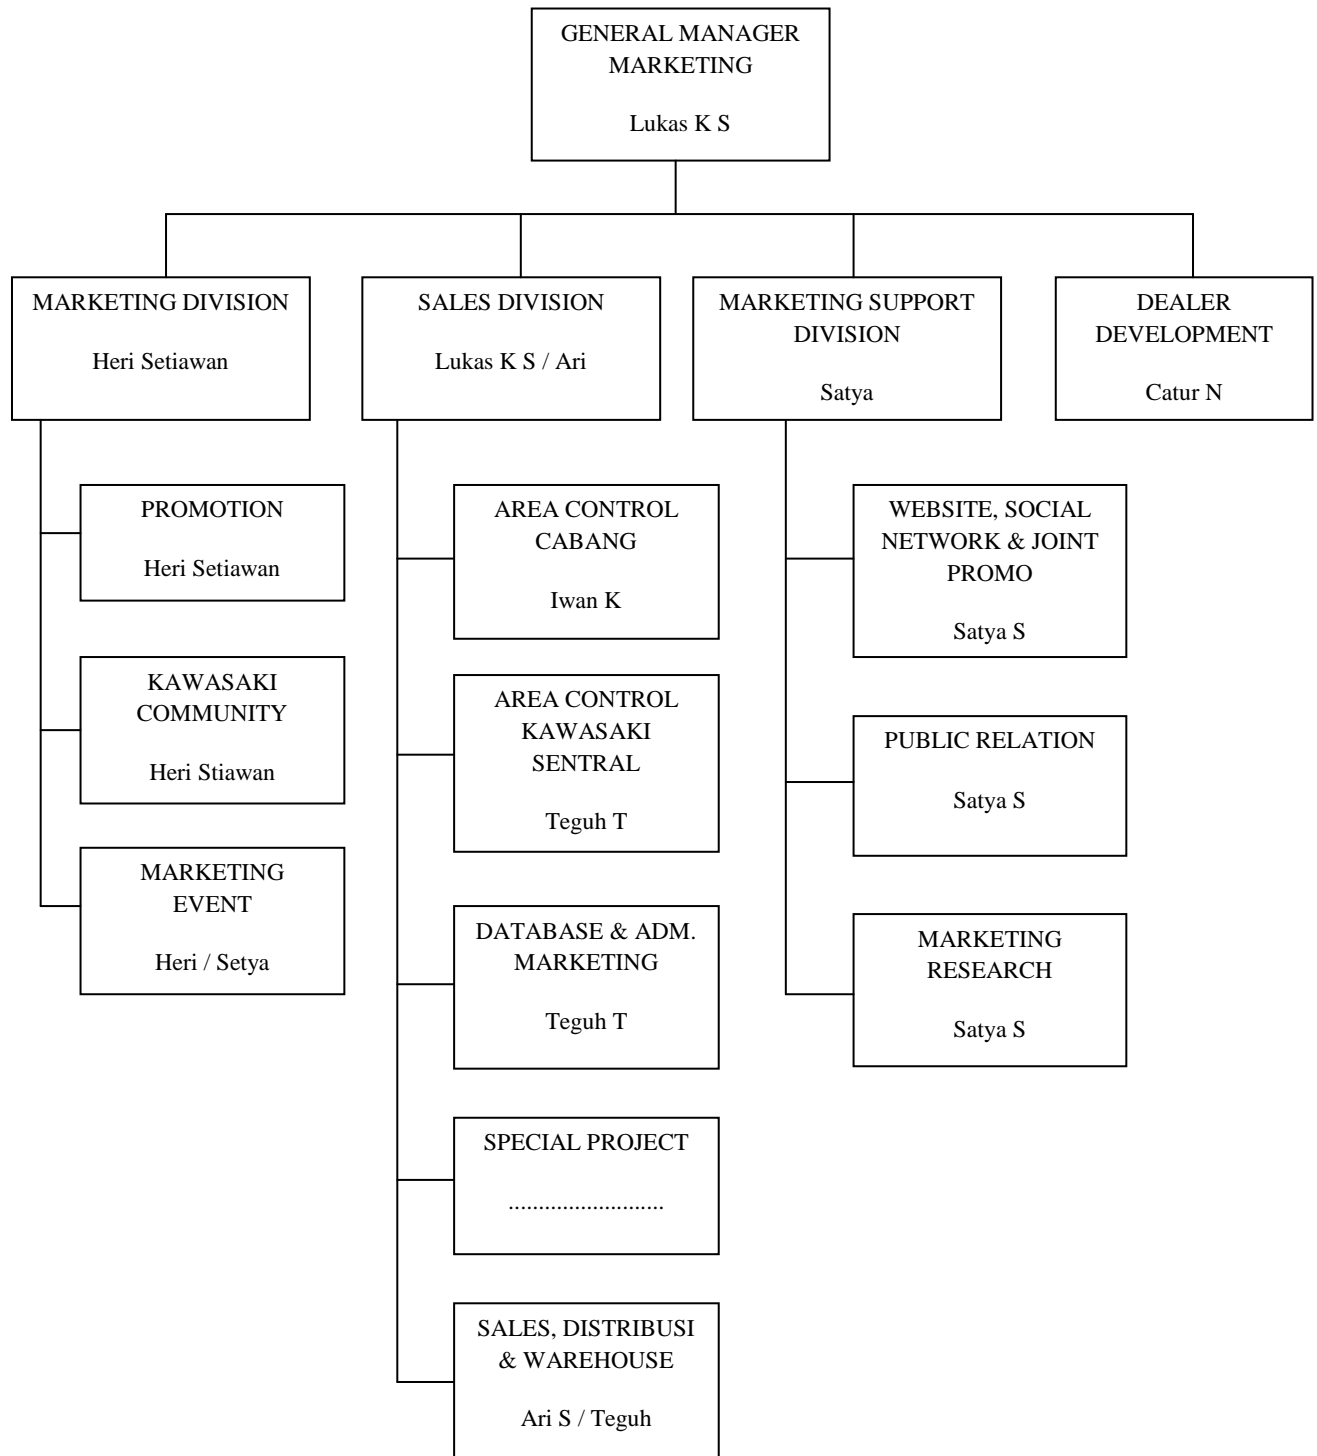 GENERAL MANAGER
MARKETING
Lukas K S
MARKETING DIVISION
Heri Setiawan
SALES DIVISION
Lukas K S / Ari
MARKETING SUPPORT
DIVISION
Satya
DEALER
DEVELOPMENT
Catur N
PROMOTION
Heri Setiawan
KAWASAKI
COMMUNITY
Heri Stiawan
MARKETING
EVENT
Heri / Setya
AREA CONTROL
CABANG
Iwan K
AREA CONTROL
KAWASAKI
SENTRAL
Teguh T
DATABASE & ADM.
MARKETING
Teguh T
SPECIAL PROJECT
..........................
SALES, DISTRIBUSI
& WAREHOUSE
Ari S / Teguh
WEBSITE, SOCIAL
NETWORK & JOINT
PROMO
Satya S
PUBLIC RELATION
Satya S
MARKETING
RESEARCH
Satya S